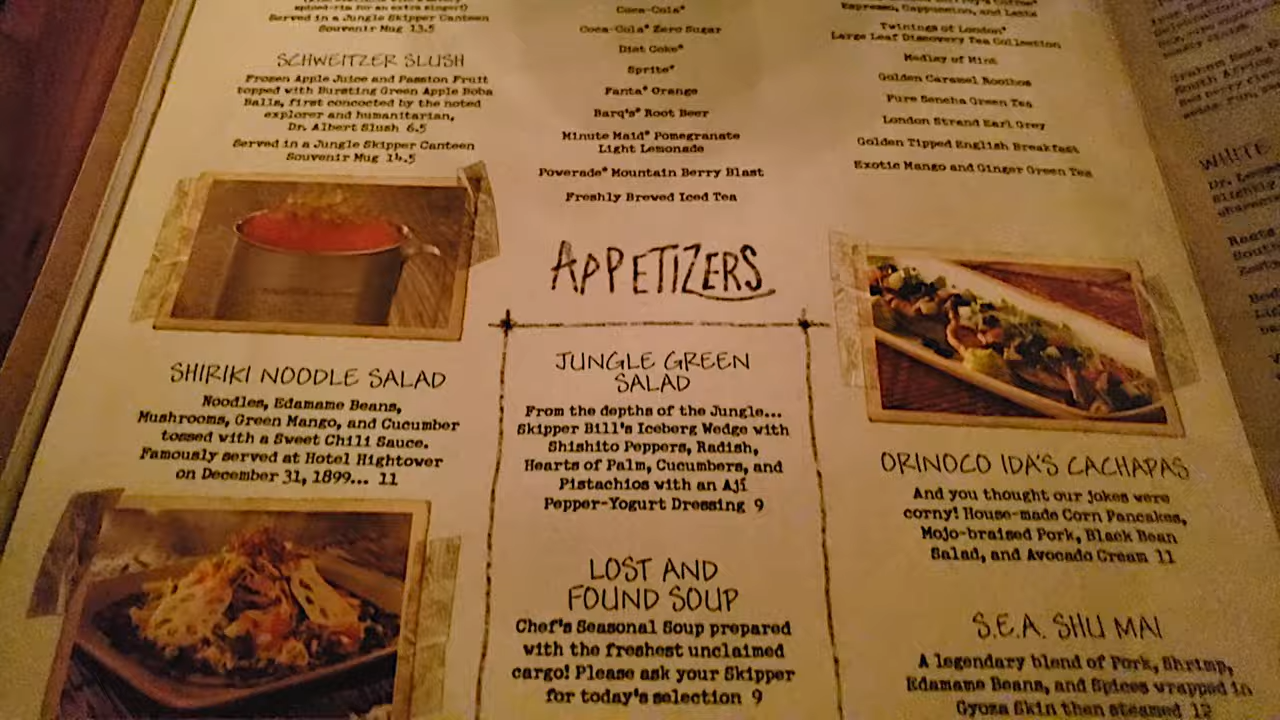 Served in a Jungle Skipper Canteen
Souvenir Mug 13.5
SCHWEITZER SLUSH
Frozen Apple Juice and Passion Fruit
topped with Bursting Green Apple Boba
Balls, first concocted by the noted
explorer and humanitarian,
Dr. Albert Slush 6.5
Served in a Jungle Skipper Canteen
Souvenir Mug 14.5
Coca-Cola®
Coca-Cola® Zero Sugar
Diet Coke®
Sprite®
Fanta® Orange
Barq's® Root Beer
Minute Maid® Pomegranate
Light Lemonade
Powerade® Mountain Berry Blast
Freshly Brewed Iced Tea
Espresso, Cappuccino, and Latte
Twinings of London®
Large Leaf Discovery Tea Collection
Medley of Mint
Golden Caramel Rooibos
Pure Sencha Green Tea
London Strand Earl Grey
Golden Tipped English Breakfast
Exotic Mango and Ginger Green Tea
APPETIZERS
SHIRIKI NOODLE SALAD
Noodles, Edamame Beans,
Mushrooms, Green Mango, and Cucumber
tossed with a Sweet Chili Sauce.
Famously served at Hotel Hightower
on December 31, 1899... 11
JUNGLE GREEN
SALAD
From the depths of the Jungle...
Skipper Bill's Iceberg Wedge with
Shishito Peppers, Radish,
Hearts of Palm, Cucumbers, and
Pistachios with an Ají
Pepper-Yogurt Dressing 9
LOST AND
FOUND SOUP
Chef's Seasonal Soup prepared
with the freshest unclaimed
cargo! Please ask your Skipper
for today's selection 9
ORINOCO IDA'S CACHAPAS
And you thought our jokes were
corny! House-made Corn Pancakes,
Mojo-braised Pork, Black Bean
Salad, and Avocado Cream 11
S.E.A. SHU MAI
A legendary blend of Pork, Shrimp,
Edamame Beans, and Spices wrapped in
Gyoza Skin then steamed 12
WHITE